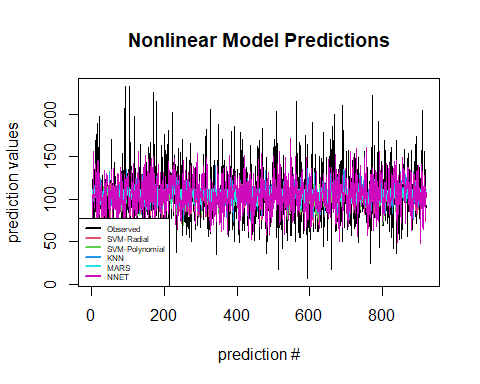 Nonlinear Model Predictions
prediction values
200
150
100
50
0
Observed
SVM-Radial
SVM-Polynomial
KNN
MARS
NNET
0 200 400 600 800
prediction #